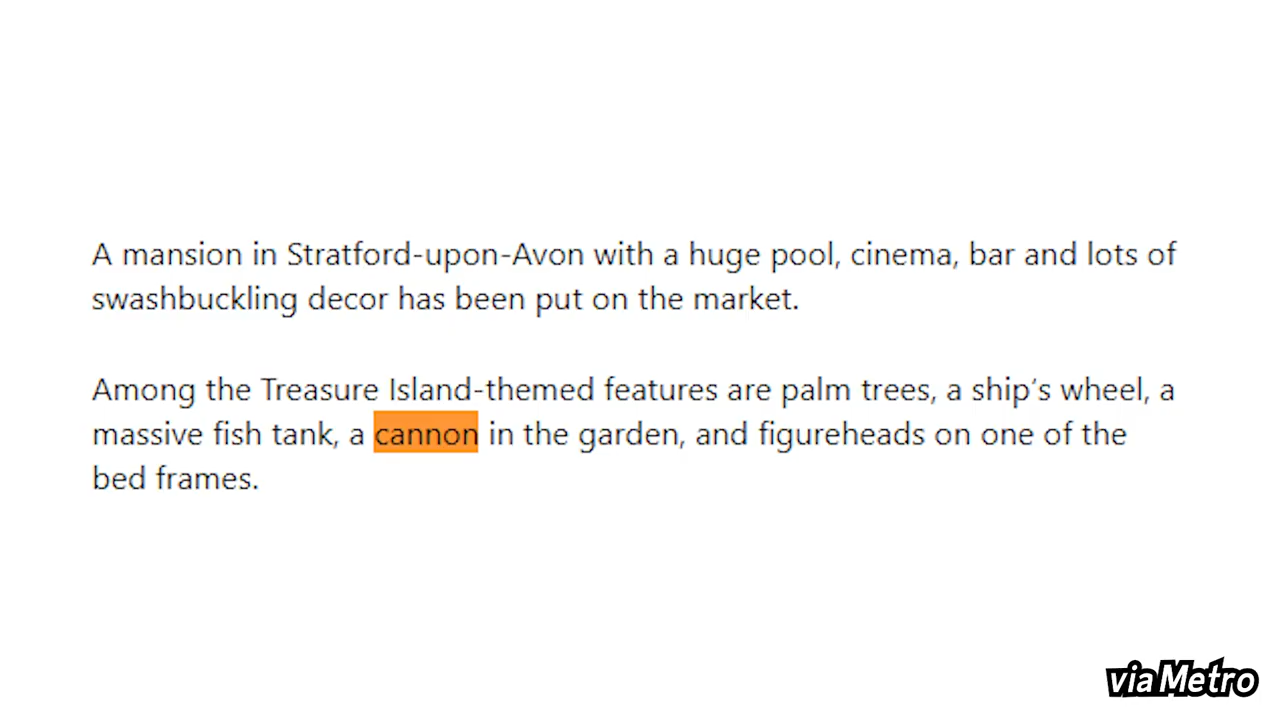 A mansion in Stratford-upon-Avon with a huge pool, cinema, bar and lots of
swashbuckling decor has been put on the market.
Among the Treasure Island-themed features are palm trees, a ship's wheel, a
massive fish tank, a cannon in the garden, and figureheads on one of the
bed frames.
via Metro